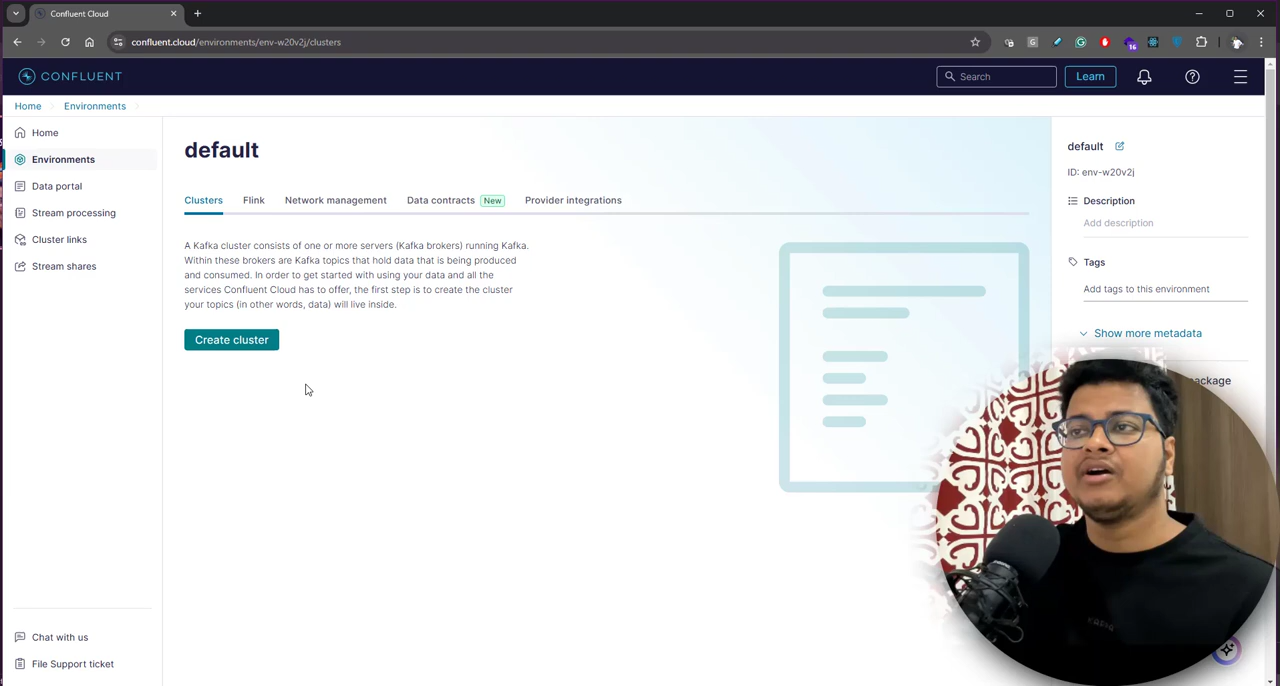 Confluent Cloud
confluent.cloud/environments/env-w20v2j/clusters
16
CONFLUENT
Search
Learn
Home
Environments
Home
Environments
Data portal
Stream processing
Cluster links
Stream shares
Chat with us
File Support ticket
default
Clusters
Flink
Network management
Data contracts New
Provider integrations
A Kafka cluster consists of one or more servers (Kafka brokers) running Kafka.
Within these brokers are Kafka topics that hold data that is being produced
and consumed. In order to get started with using your data and all the
services Confluent Cloud has to offer, the first step is to create the cluster
your topics (in other words, data) will live inside.
Create cluster
default
ID: env-w20v2j
Description
Add description
Tags
Add tags to this environment
Show more metadata
package